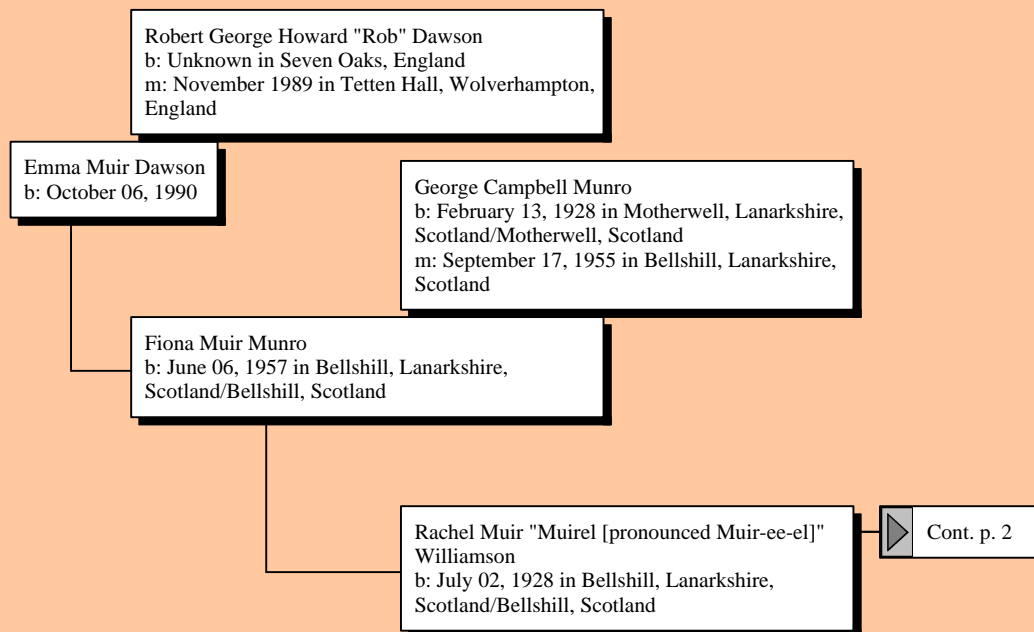 Robert George Howard "Rob" Dawson
b: Unknown in Seven Oaks, England
m: November 1989 in Tetten Hall, Wolverhampton,
England
Emma Muir Dawson
b: October 06, 1990
George Campbell Munro
b: February 13, 1928 in Motherwell, Lanarkshire,
Scotland/Motherwell, Scotland
m: September 17, 1955 in Bellshill, Lanarkshire,
Scotland
Fiona Muir Munro
b: June 06, 1957 in Bellshill, Lanarkshire,
Scotland/Bellshill, Scotland
Rachel Muir "Muirel [pronounced Muir-ee-el]"
Williamson
b: July 02, 1928 in Bellshill, Lanarkshire,
Scotland/Bellshill, Scotland
Cont. p. 2